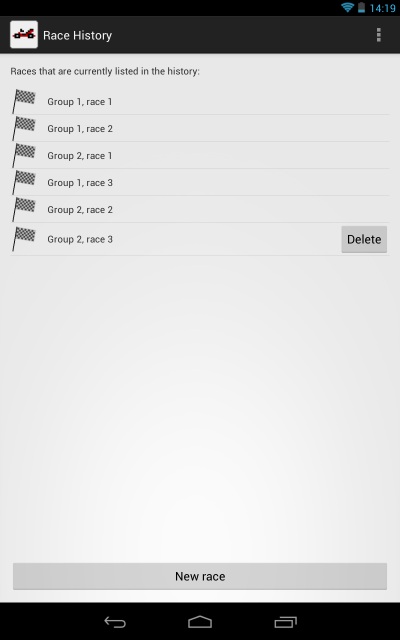 14:19
Race History
Races that are currently listed in the history:
Group 1, race 1
Group 1, race 2
Group 2, race 1
Group 1, race 3
Group 2, race 2
Group 2, race 3
Delete
New race